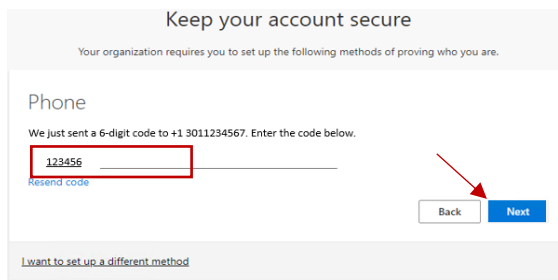 Keep your account secure
Your organization requires you to set up the following methods of proving who you are.
Phone
We just sent a 6-digit code to +1 3011234567. Enter the code below.
123456
Resend code
Back
Next
I want to set up a different method